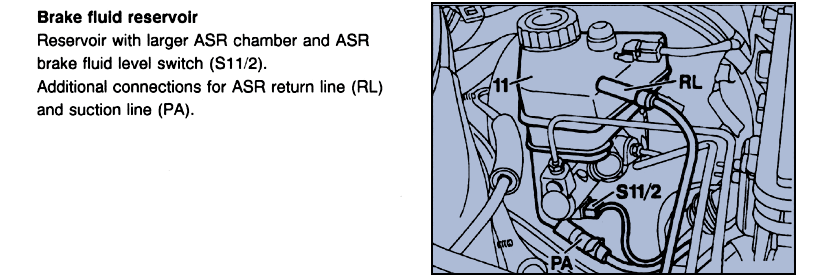 Brake fluid reservoir
Reservoir with larger ASR chamber and ASR
brake fluid level switch (S11/2).
Additional connections for ASR return line (RL)
and suction line (PA).
11
RL
S11/2
PA